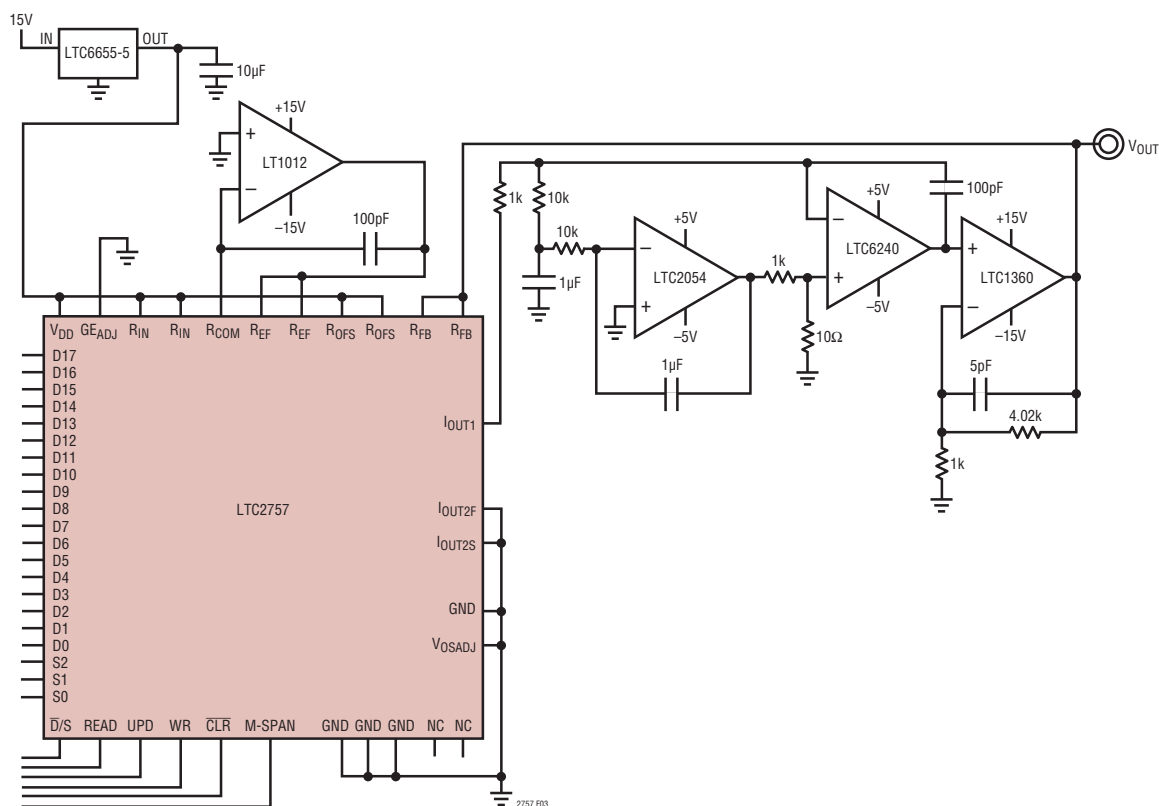 15V
IN
LTC6655-5
OUT
10µF
+15V
+
LT1012
−
−15V
100pF
VOUT
1k
10k
10k
1µF
+5V
−
LTC2054
+
−5V
1µF
1k
10Ω
+5V
−
LTC6240
+
−5V
100pF
+15V
+
LTC1360
−
−15V
5pF
4.02k
1k
VDD GEADJ RIN RIN RCOM REF REF ROFS ROFS RFB RFB
D17
D16
D15
D14
D13
D12
D11
D10
D9
D8
D7
D6
D5
D4
D3
D2
D1
D0
S2
S1
S0
LTC2757
IOUT1
IOUT2F
IOUT2S
GND
VOSADJ
D̅/S READ UPD WR C̅L̅R̅ M-SPAN GND GND GND NC NC
2757 F03